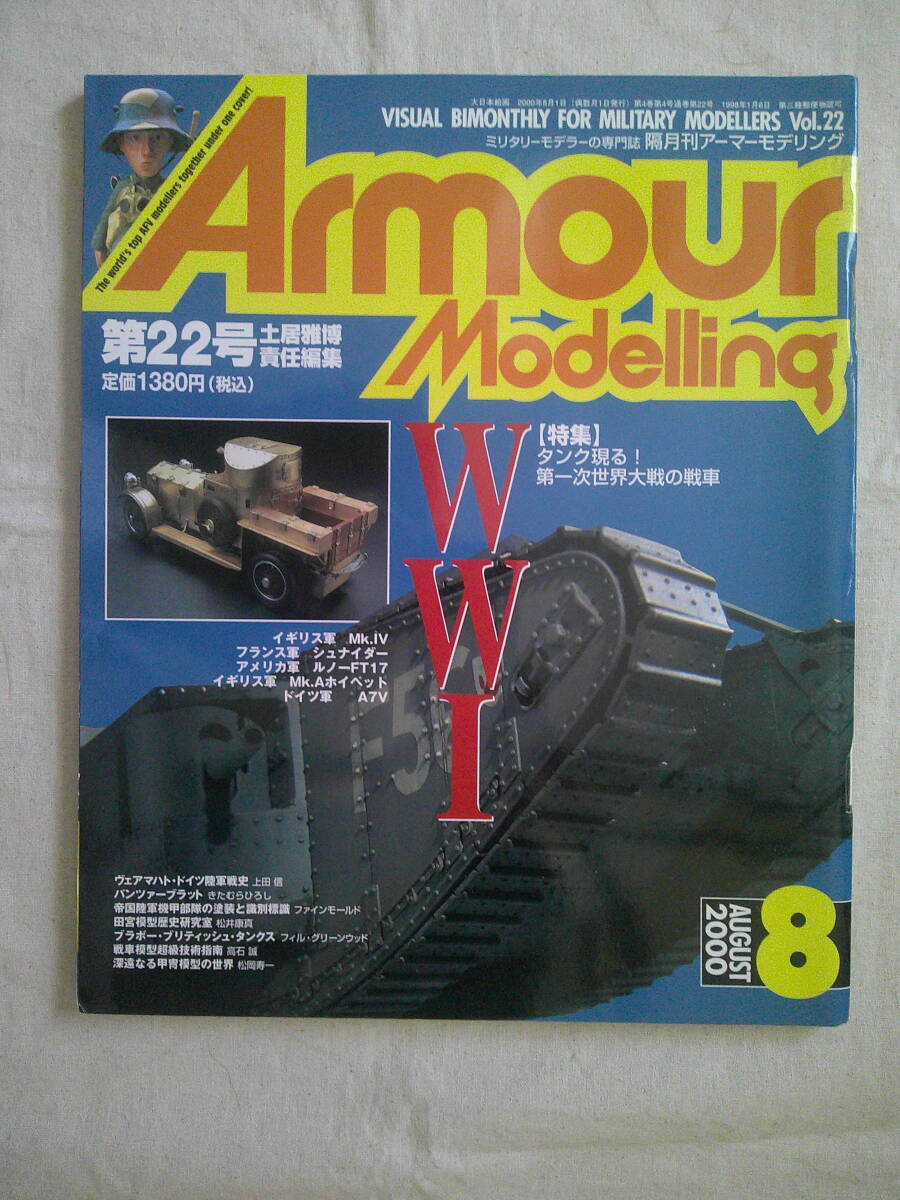 大日本絵画 2000年8月1日(偶数月1日発行)第4巻第4号通巻第22号 1998年1月6日 第三種郵便物認可
VISUAL BIMONTHLY FOR MILITARY MODELLERS Vol.22
ミリタリーモデラーの専門誌 隔月刊アーマーモデリング
The world's top AFV modellers together under one cover!
Armour
Modelling
第22号
土居雅博
責任編集
定価1380円(税込)
WWI
【特集】
タンク現る!
第一次世界大戦の戦車
イギリス軍 Mk.IV
フランス軍 シュナイダー
アメリカ軍 ルノーFT17
イギリス軍 Mk.Aホイペット
ドイツ軍 A7V
ヴェアマハト・ドイツ陸軍戦史 上田 信
パンツァーブラット きたむらひろし
帝国陸軍機甲部隊の塗装と識別標識 ファインモールド
田宮模型歴史研究室 松井康真
ブラボー・ブリティッシュ・タンクス フィル・グリーンウッド
戦車模型超級技術指南 高石 誠
深遠なる甲冑模型の世界 松岡寿一
8
AUGUST
2000